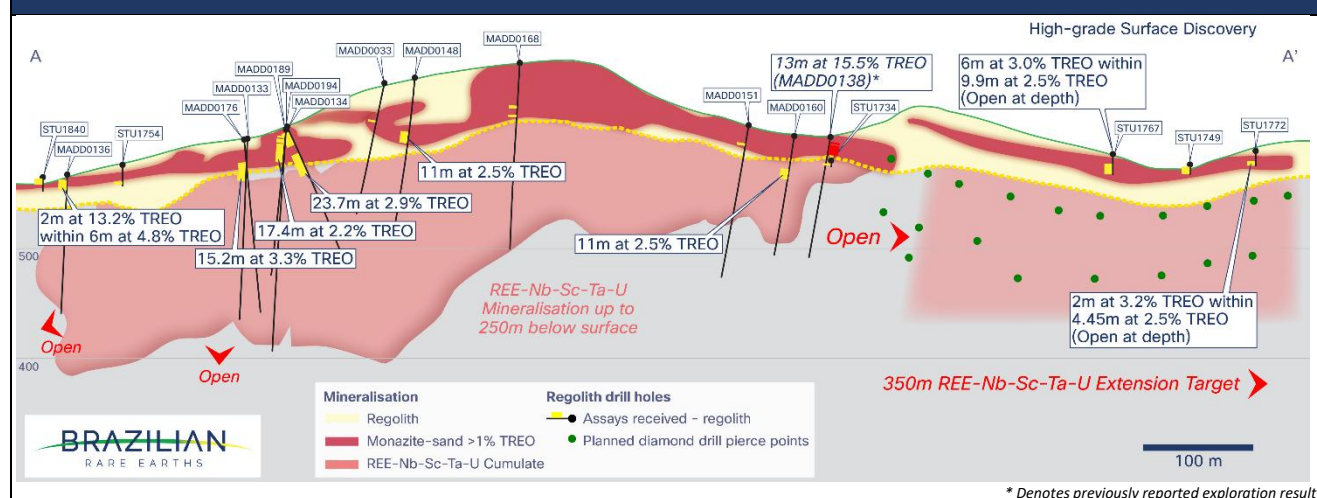 High-grade Surface Discovery
A
A'
MADD0168
MADD0033
MADD0148
MADD0189
MADD0194
MADD0133
MADD0134
MADD0176
STU1840
STU1754
MADD0136
13m at 15.5% TREO
(MADD0138)*
MADD0151
MADD0160
STU1734
6m at 3.0% TREO within
9.9m at 2.5% TREO
(Open at depth)
STU1767
STU1749
STU1772
11m at 2.5% TREO
23.7m at 2.9% TREO
2m at 13.2% TREO
within 6m at 4.8% TREO
17.4m at 2.2% TREO
15.2m at 3.3% TREO
11m at 2.5% TREO
Open
500
REE-Nb-Sc-Ta-U
Mineralisation up to
250m below surface
2m at 3.2% TREO within
4.45m at 2.5% TREO
(Open at depth)
Open
Open
400
350m REE-Nb-Sc-Ta-U Extension Target
Mineralisation
Regolith
Monazite-sand >1% TREO
REE-Nb-Sc-Ta-U Cumulate
Regolith drill holes
Assays received - regolith
Planned diamond drill pierce points
BRAZILIAN
RARE EARTHS
100 m
* Denotes previously reported exploration result